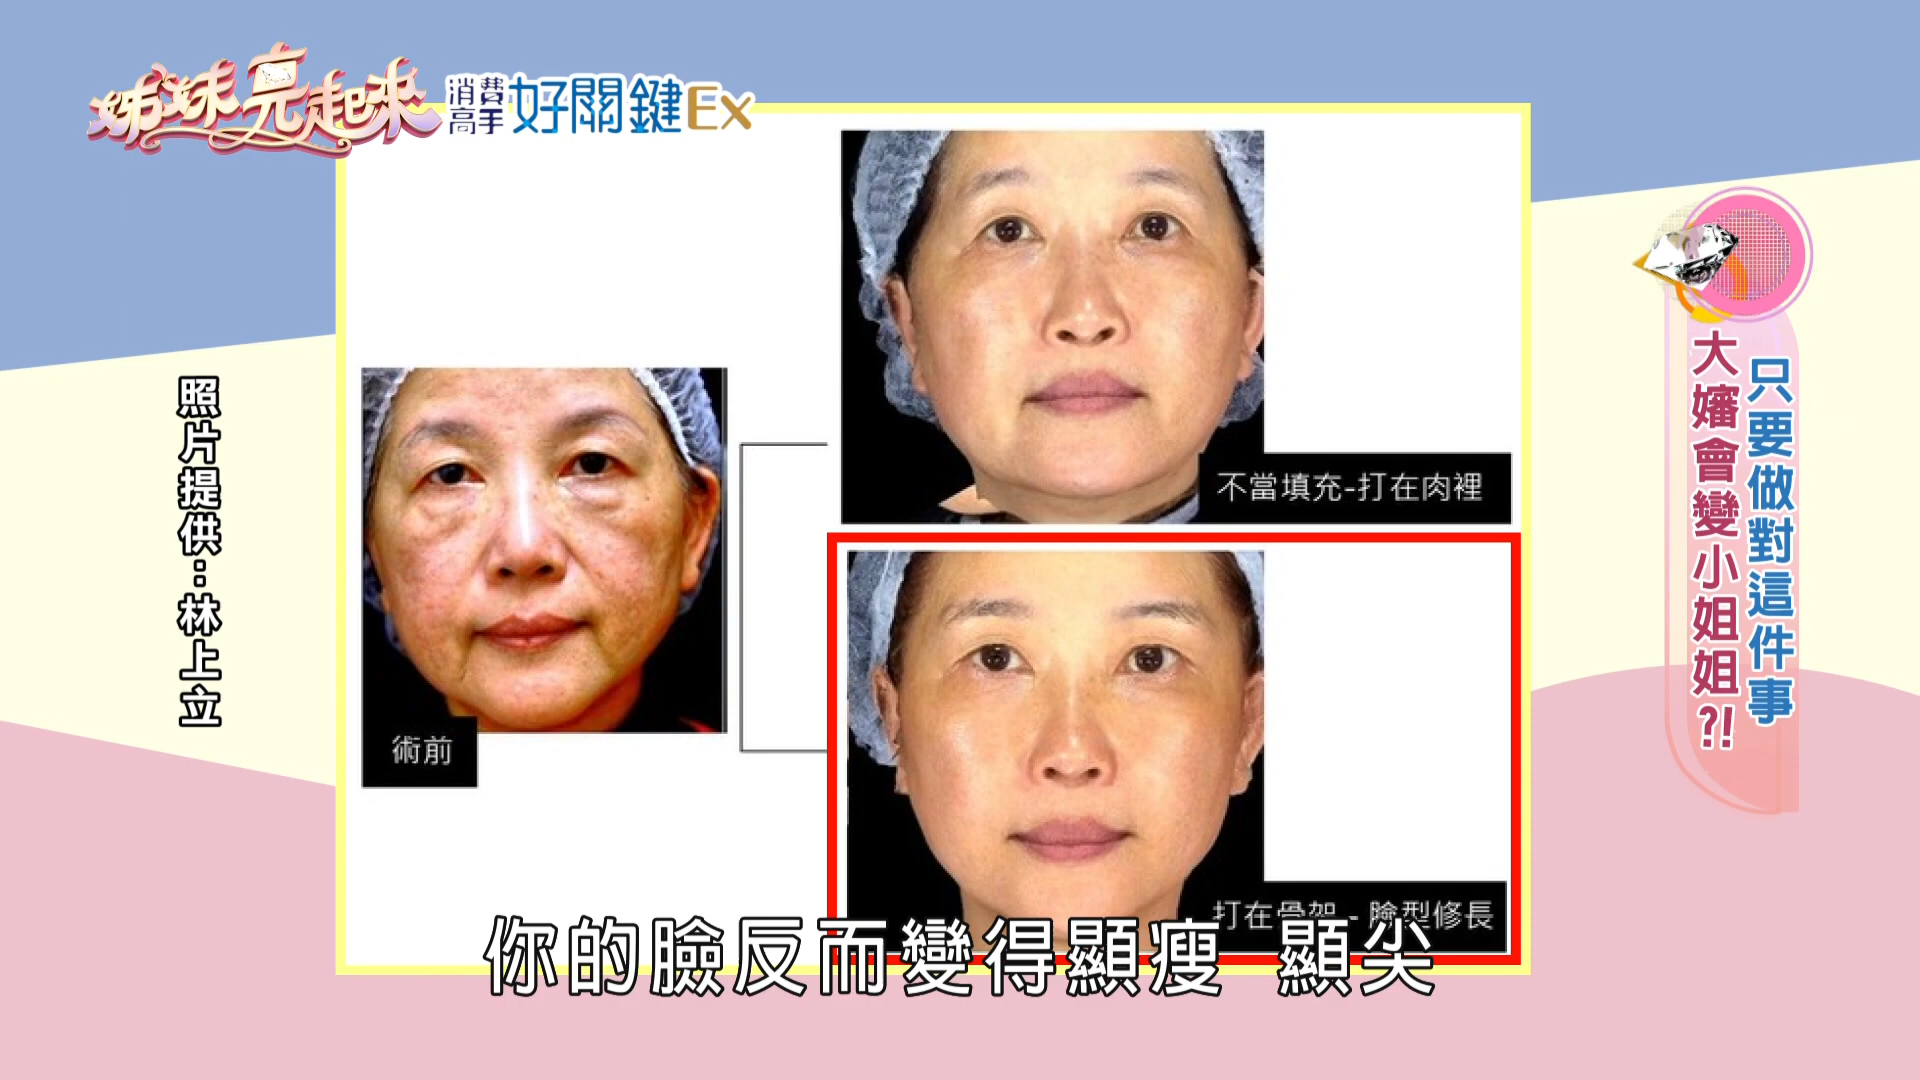 姊妹亮起來
消費高手 好關鍵Ex
只要做對這件事
大嬸會變小姐姐?!
照片提供:林上立
術前
不當填充-打在肉裡
打在骨架 - 臉型修長
你的臉反而變得顯瘦 顯尖